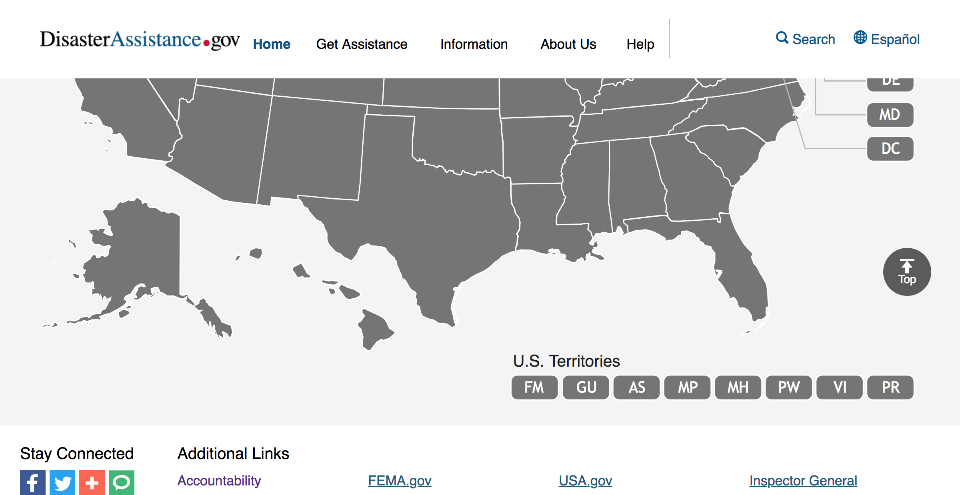 DisasterAssistance.gov Home Get Assistance Information About Us Help Search Español
DE
MD
DC
Top
U.S. Territories
FM GU AS MP MH PW VI PR
Stay Connected Additional Links
Accountability FEMA.gov USA.gov Inspector General